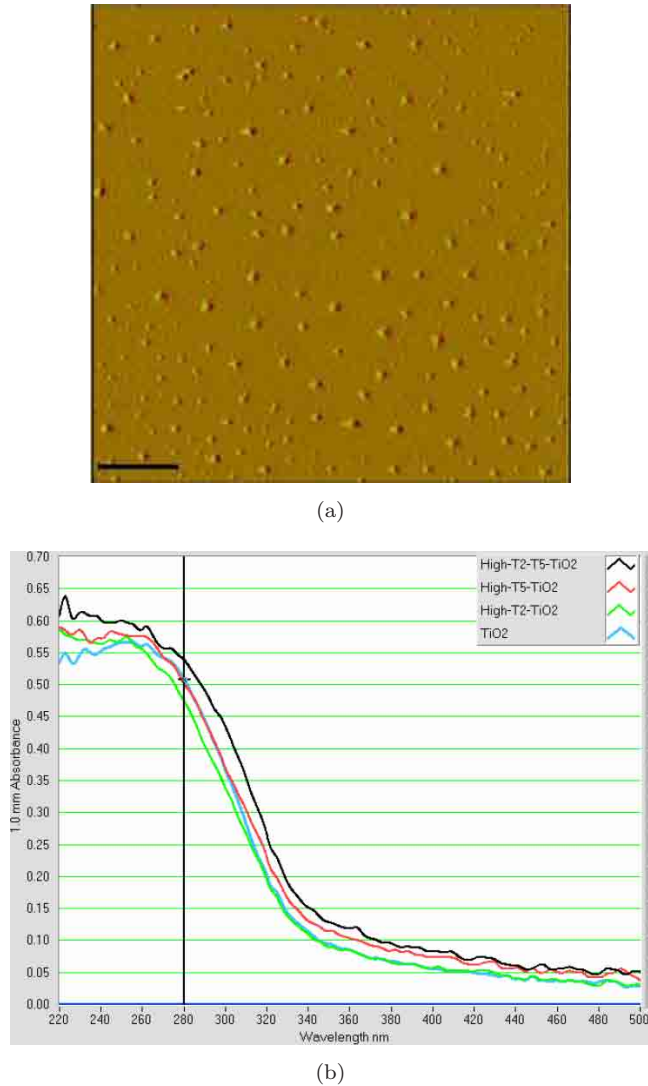 (a)
0.70
0.65
0.60
0.55
0.50
0.45
0.40
0.35
0.30
0.25
0.20
0.15
0.10
0.05
0.00
1.0 mm Absorbance
High-T2-T5-TiO2
High-T5-TiO2
High-T2-TiO2
TiO2
220 240 260 280 300 320 340 360 380 400 420 440 460 480 500
Wavelength nm
(b)